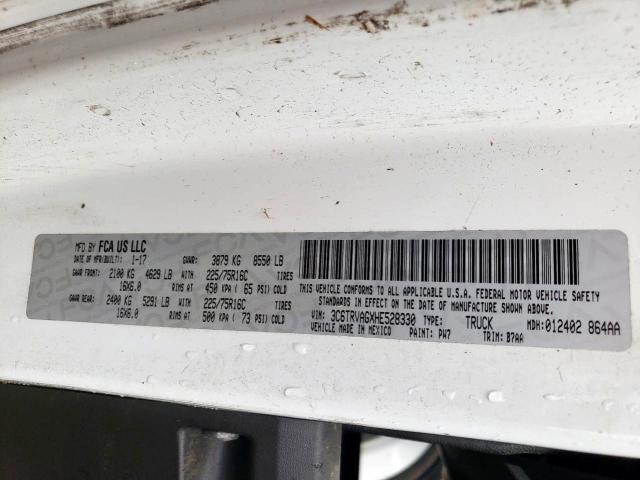 MFD BY FCA US LLC
DATE OF MFR(BUILT): 1-17 GVWR: 3879 KG 8550 LB
GAWR FRONT: 2100 KG 4629 LB WITH 225/75R16C TIRES
16X6.0 RIMS AT 450 KPA ( 65 PSI) COLD
GAWR REAR: 2400 KG 5291 LB WITH 225/75R16C TIRES
16X6.0 RIMS AT 500 KPA ( 73 PSI) COLD
THIS VEHICLE CONFORMS TO ALL APPLICABLE U.S.A. FEDERAL MOTOR VEHICLE SAFETY
STANDARDS IN EFFECT ON THE DATE OF MANUFACTURE SHOWN ABOVE
VIN: 3C6TRVAGXHE528330 TYPE: TRUCK MDH: 012402 864AA
VEHICLE MADE IN MEXICO PAINT: PW7 TRIM: B7AA